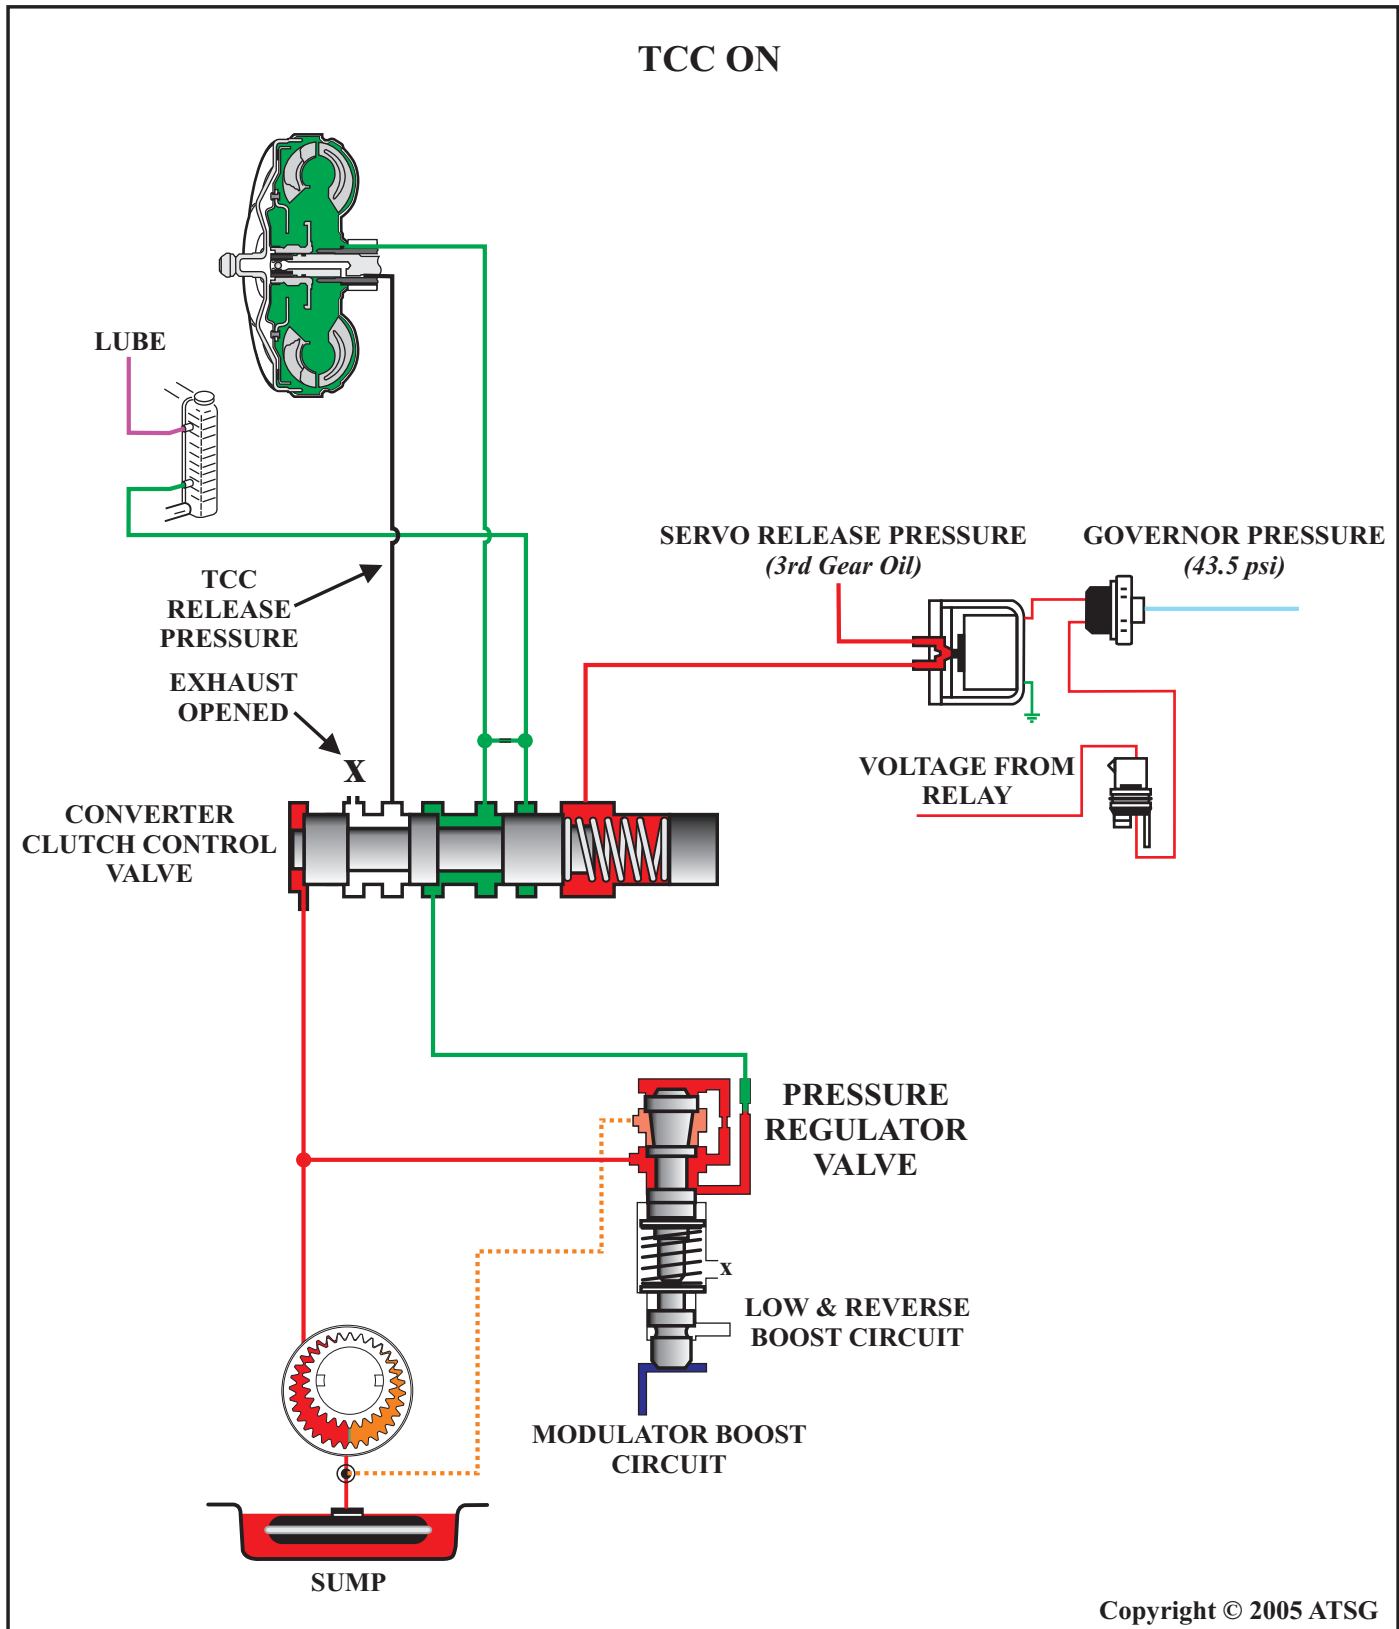 TCC ON
LUBE
TCC
RELEASE
PRESSURE
EXHAUST
OPENED
X
CONVERTER
CLUTCH CONTROL
VALVE
SERVO RELEASE PRESSURE
(3rd Gear Oil)
GOVERNOR PRESSURE
(43.5 psi)
VOLTAGE FROM
RELAY
PRESSURE
REGULATOR
VALVE
x
LOW & REVERSE
BOOST CIRCUIT
MODULATOR BOOST
CIRCUIT
SUMP
Copyright © 2005 ATSG